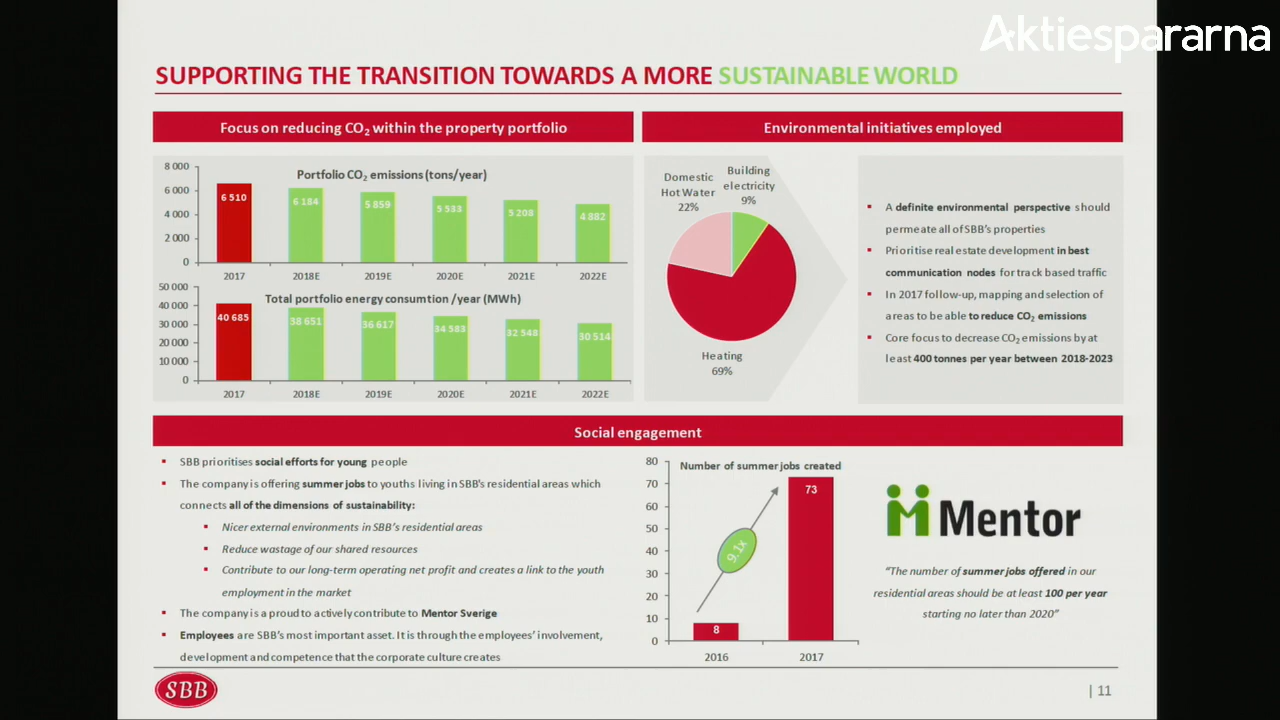 Aktiespararna
SUPPORTING THE TRANSITION TOWARDS A MORE SUSTAINABLE WORLD
Focus on reducing CO2 within the property portfolio
Portfolio CO2 emissions (tons/year)
8 000
6 000
4 000
2 000
0
6 510
6 184
5 859
5 533
5 208
4 882
2017
2018E
2019E
2020E
2021E
2022E
Total portfolio energy consumtion /year (MWh)
50 000
40 000
30 000
20 000
10 000
0
40 685
38 651
36 617
34 583
32 548
30 514
2017
2018E
2019E
2020E
2021E
2022E
Environmental initiatives employed
Domestic
Hot Water
22%
Building
electricity
9%
Heating
69%
A definite environmental perspective should
permeate all of SBB's properties
Prioritise real estate development in best
communication nodes for track based traffic
In 2017 follow-up, mapping and selection of
areas to be able to reduce CO2 emissions
Core focus to decrease CO2 emissions by at
least 400 tonnes per year between 2018-2023
Social engagement
SBB prioritises social efforts for young people
The company is offering summer jobs to youths living in SBB's residential areas which
connects all of the dimensions of sustainability:
Nicer external environments in SBB's residential areas
Reduce wastage of our shared resources
Contribute to our long-term operating net profit and creates a link to the youth
employment in the market
The company is a proud to actively contribute to Mentor Sverige
Employees are SBB's most important asset. It is through the employees' involvement,
development and competence that the corporate culture creates
Number of summer jobs created
80
70
60
50
40
30
20
10
0
9.1x
8
73
2016
2017
Mentor
"The number of summer jobs offered in our
residential areas should be at least 100 per year
starting no later than 2020"
SBB
| 11